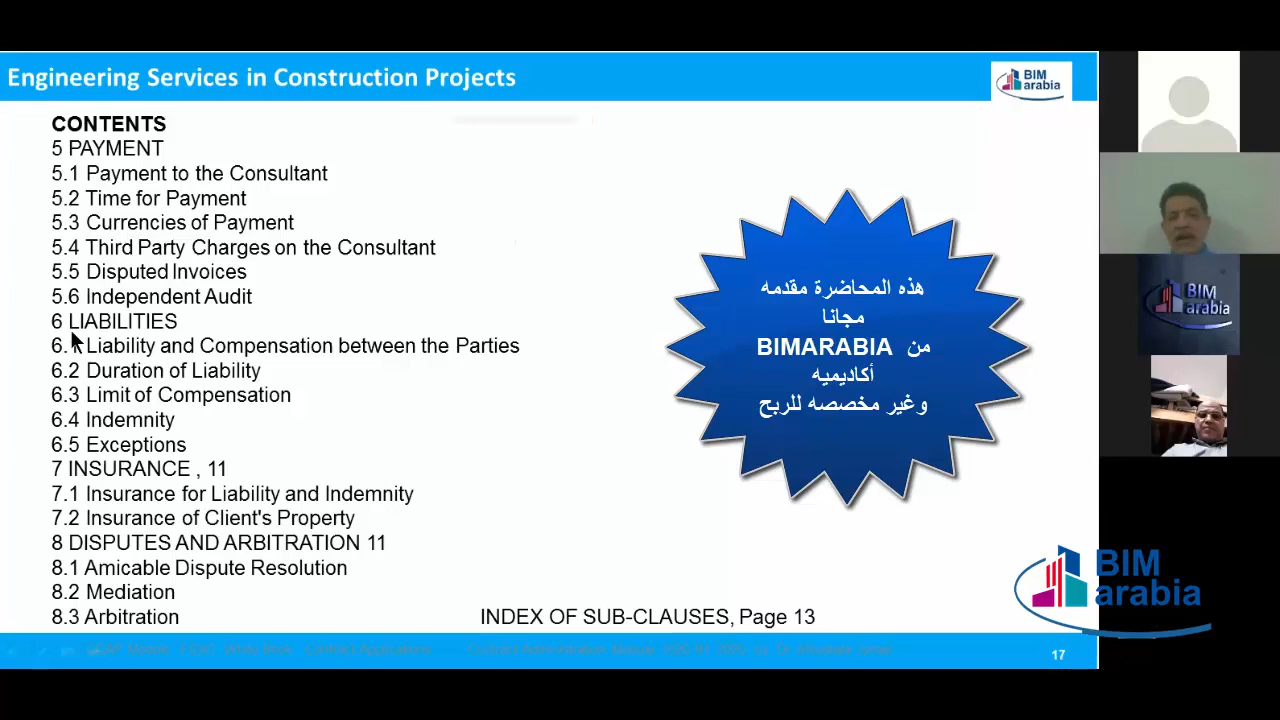 Engineering Services in Construction Projects
BIM
arabia
CONTENTS
5 PAYMENT
5.1 Payment to the Consultant
5.2 Time for Payment
5.3 Currencies of Payment
5.4 Third Party Charges on the Consultant
5.5 Disputed Invoices
5.6 Independent Audit
6 LIABILITIES
6.1 Liability and Compensation between the Parties
6.2 Duration of Liability
6.3 Limit of Compensation
6.4 Indemnity
6.5 Exceptions
7 INSURANCE , 11
7.1 Insurance for Liability and Indemnity
7.2 Insurance of Client's Property
8 DISPUTES AND ARBITRATION 11
8.1 Amicable Dispute Resolution
8.2 Mediation
8.3 Arbitration
INDEX OF SUB-CLAUSES, Page 13
هذه المحاضرة مقدمه
مجانا
من BIMARABIA
أكاديميه
وغير مخصصه للربح
17
BIM
arabia
BIM
arabia